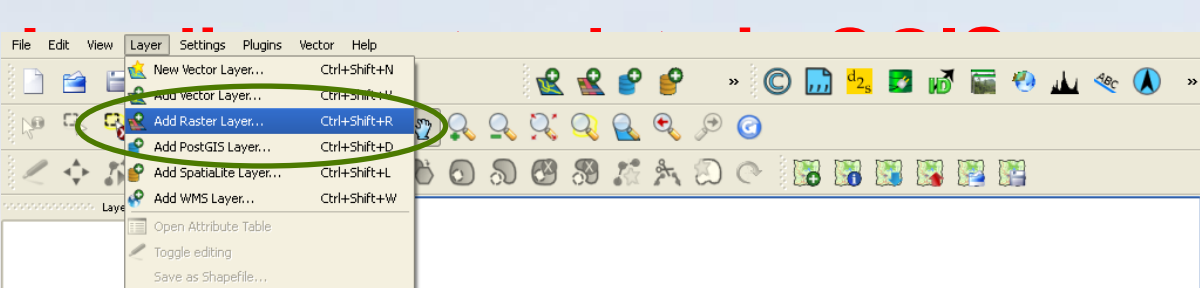 File Edit View Layer Settings Plugins Vector Help
New Vector Layer... Ctrl+Shift+N
Add Vector Layer... Ctrl+Shift+V
Add Raster Layer... Ctrl+Shift+R
Add PostGIS Layer... Ctrl+Shift+D
Add SpatiaLite Layer... Ctrl+Shift+L
Add WMS Layer... Ctrl+Shift+W
Open Attribute Table
Toggle editing
Save as Shapefile...